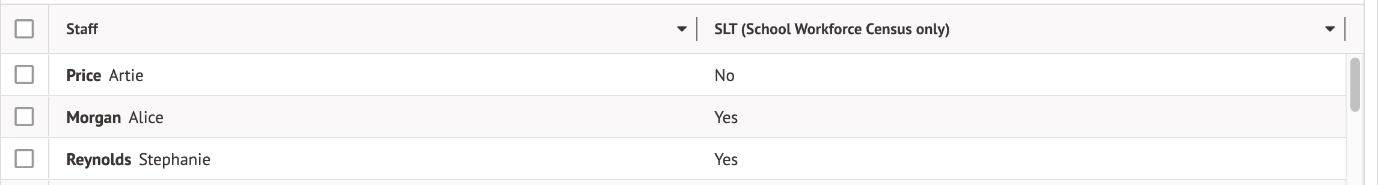 Staff SLT (School Workforce Census only)
Price Artie No
Morgan Alice Yes
Reynolds Stephanie Yes